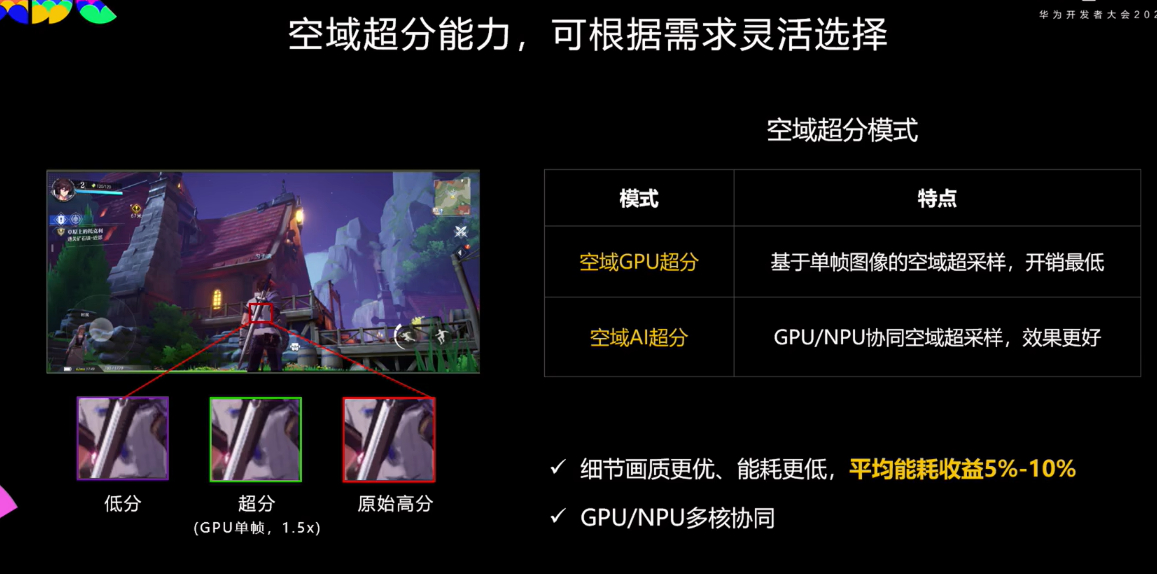 华为开发者大会202
空域超分能力，可根据需求灵活选择
空域超分模式
模式 特点
空域GPU超分 基于单帧图像的空域超采样，开销最低
空域AI超分 GPU/NPU协同空域超采样，效果更好
低分 超分 原始高分
(GPU单帧，1.5x)
✓ 细节画质更优、能耗更低，平均能耗收益5%-10%
✓ GPU/NPU多核协同